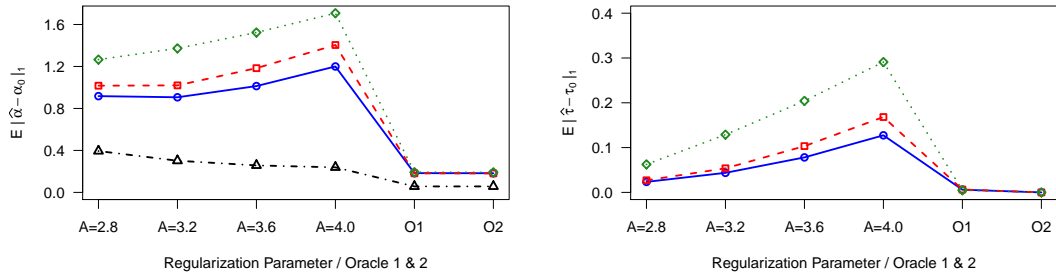 E | α̂ − α₀ |₁
1.6
1.2
0.8
0.4
0.0
A=2.8 A=3.2 A=3.6 A=4.0 O1 O2
Regularization Parameter / Oracle 1 & 2
E | τ̂ − τ₀ |₁
0.4
0.3
0.2
0.1
0.0
A=2.8 A=3.2 A=3.6 A=4.0 O1 O2
Regularization Parameter / Oracle 1 & 2